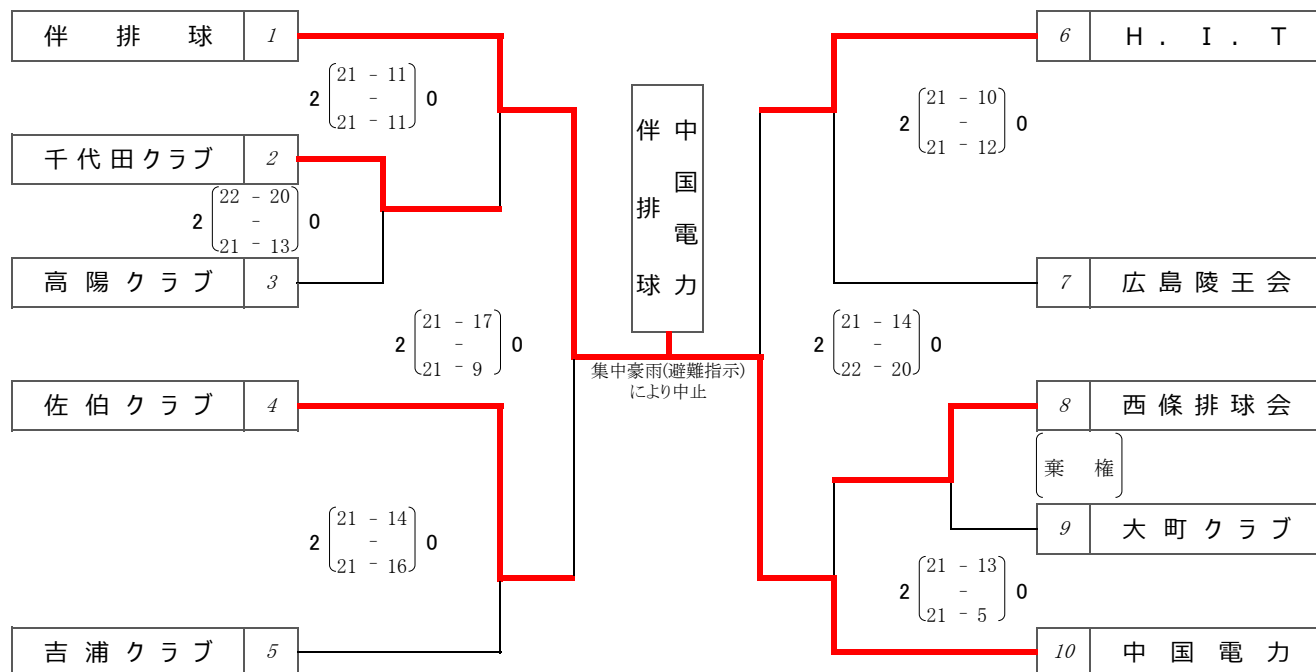 伴排球 1
21 - 11
2 - 0
21 - 11
千代田クラブ 2
22 - 20
2 - 0
21 - 13
高陽クラブ 3
21 - 17
2 - 0
21 - 9
佐伯クラブ 4
21 - 14
2 - 0
21 - 16
吉浦クラブ 5
中国電力
伴排球
集中豪雨(避難指示)
により中止
6 H.I.T
21 - 10
2 - 0
21 - 12
7 広島陵王会
21 - 14
2 - 0
22 - 20
8 西條排球会
棄権
9 大町クラブ
21 - 13
2 - 0
21 - 5
10 中国電力